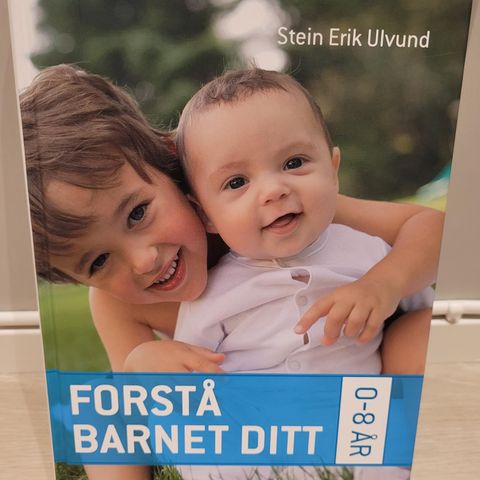 Stein Erik Ulvund
FORSTÅ
BARNET DITT
0-8 ÅR